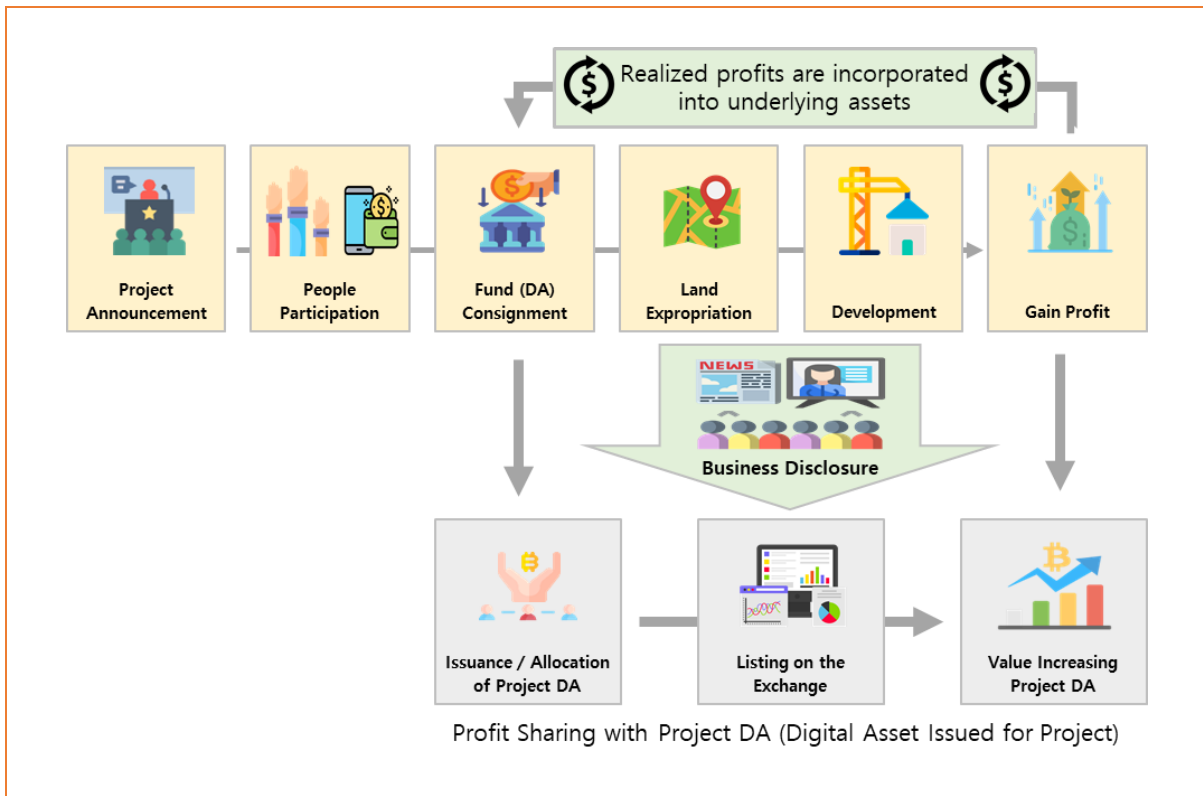 Realized profits are incorporated
into underlying assets
Project
Announcement
People
Participation
Fund (DA)
Consignment
Land
Expropriation
Development
Gain Profit
NEWS
Business Disclosure
Issuance / Allocation
of Project DA
Listing on the
Exchange
Value Increasing
Project DA
Profit Sharing with Project DA (Digital Asset Issued for Project)